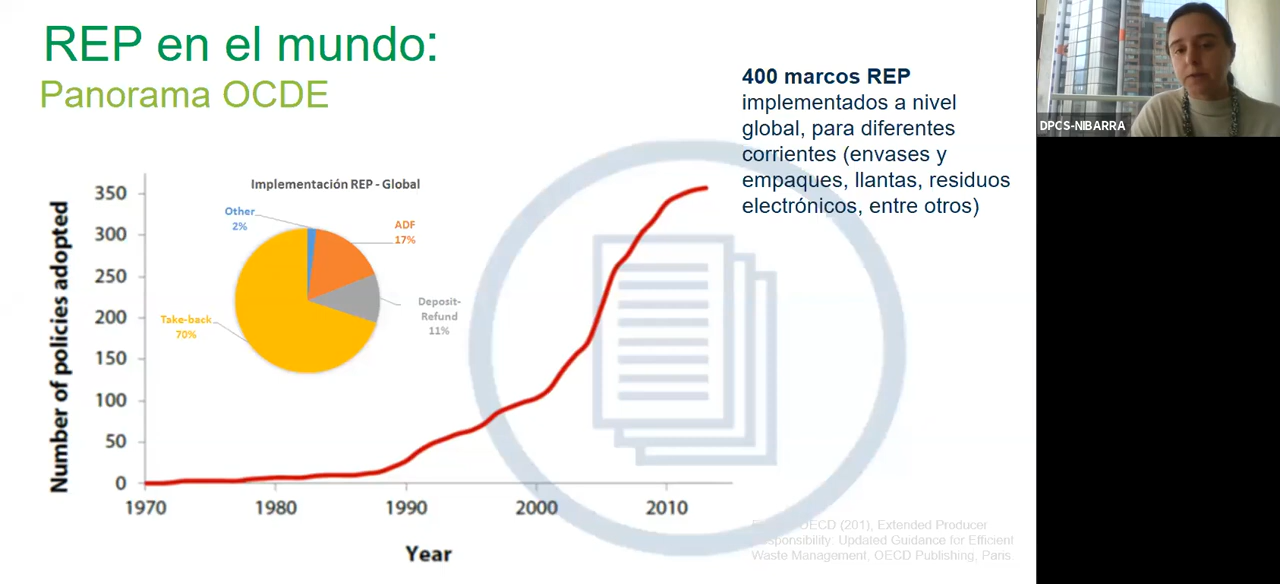 REP en el mundo:
Panorama OCDE
400 marcos REP
implementados a nivel
global, para diferentes
corrientes (envases y
empaques, llantas, residuos
electrónicos, entre otros)
DPCS-NIBARRA
Implementación REP - Global
Other
2%
ADF
17%
Deposit-
Refund
11%
Take-back
70%
Number of policies adopted
350
300
250
200
150
100
50
0
1970
1980
1990
2000
2010
Year
OECD (201), Extended Producer
Responsibility: Updated Guidance for Efficient
Waste Management, OECD Publishing, Paris.